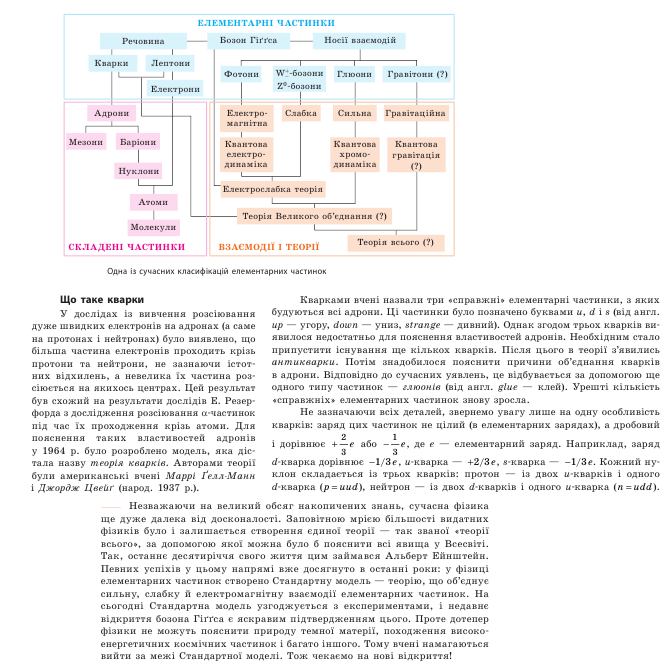 ЕЛЕМЕНТАРНІ ЧАСТИНКИ
Речовина
Бозон Гіґґса
Носії взаємодій
Кварки
Лептони
Електрони
Фотони
W±-бозони
Z⁰-бозони
Глюони
Гравітони (?)
Адрони
Мезони
Баріони
Нуклони
Атоми
Молекули
СКЛАДЕНІ ЧАСТИНКИ
Електро-
магнітна
Слабка
Сильна
Гравітаційна
Квантова
електро-
динаміка
Квантова
хромо-
динаміка
Квантова
гравітація
(?)
Електрослабка теорія
Теорія Великого об'єднання (?)
Теорія всього (?)
ВЗАЄМОДІЇ І ТЕОРІЇ
Одна із сучасних класифікацій елементарних частинок
Що таке кварки
У дослідах із вивчення розсіювання
дуже швидких електронів на адронах (а саме
на протонах і нейтронах) було виявлено, що
більша частина електронів проходить крізь
протони та нейтрони, не зазнаючи істот-
них відхилень, а невелика їх частина роз-
сіюється на якихось центрах. Цей результат
був схожий на результати дослідів Е. Резер-
форда з дослідження розсіювання α-частинок
під час їх проходження крізь атоми. Для
пояснення таких властивостей адронів
у 1964 р. було розроблено модель, яка діс-
тала назву теорія кварків. Авторами теорії
були американські вчені Маррі Ґелл-Манн
і Джордж Цвейг (народ. 1937 р.).
Кварками вчені назвали три «справжні» елементарні частинки, з яких
будуються всі адрони. Ці частинки було позначено буквами u, d і s (від англ.
up — угору, down — униз, strange — дивний). Однак згодом трьох кварків ви-
явилося недостатньо для пояснення властивостей адронів. Необхідним стало
припустити існування ще кількох кварків. Після цього в теорії з'явились
антикварки. Потім знадобилося пояснити причини об'єднання кварків
в адрони. Відповідно до сучасних уявлень, це відбувається за допомогою ще
одного типу частинок — глюонів (від англ. glue — клей). Урешті кількість
«справжніх» елементарних частинок знову зросла.
Не зазначаючи всіх деталей, звернемо увагу лише на одну особливість
кварків: заряд цих частинок не цілий (в елементарних зарядах), а дробовий
і дорівнює +2/3 e або −1/3 e, де e — елементарний заряд. Наприклад, заряд
d-кварка дорівнює −1/3e, u-кварка — +2/3e, s-кварка — −1/3e. Кожний ну-
клон складається із трьох кварків: протон — із двох u-кварків і одного
d-кварка (p=uud), нейтрон — із двох d-кварків і одного u-кварка (n=udd).
Незважаючи на великий обсяг накопичених знань, сучасна фізика
ще дуже далека від досконалості. Заповітною мрією більшості видатних
фізиків було і залишається створення єдиної теорії — так званої «теорії
всього», за допомогою якої можна було б пояснити всі явища у Всесвіті.
Так, останнє десятиріччя свого життя цим займався Альберт Ейнштейн.
Певних успіхів у цьому напрямі вже досягнуто в останні роки: у фізиці
елементарних частинок створено Стандартну модель — теорію, що об'єднує
сильну, слабку й електромагнітну взаємодії елементарних частинок. На
сьогодні Стандартна модель узгоджується з експериментами, і недавнє
відкриття бозона Гіґґса є яскравим підтвердженням цього. Проте дотепер
фізики не можуть пояснити природу темної матерії, походження високо-
енергетичних космічних частинок і багато іншого. Тому вчені намагаються
вийти за межі Стандартної моделі. Тож чекаємо на нові відкриття!